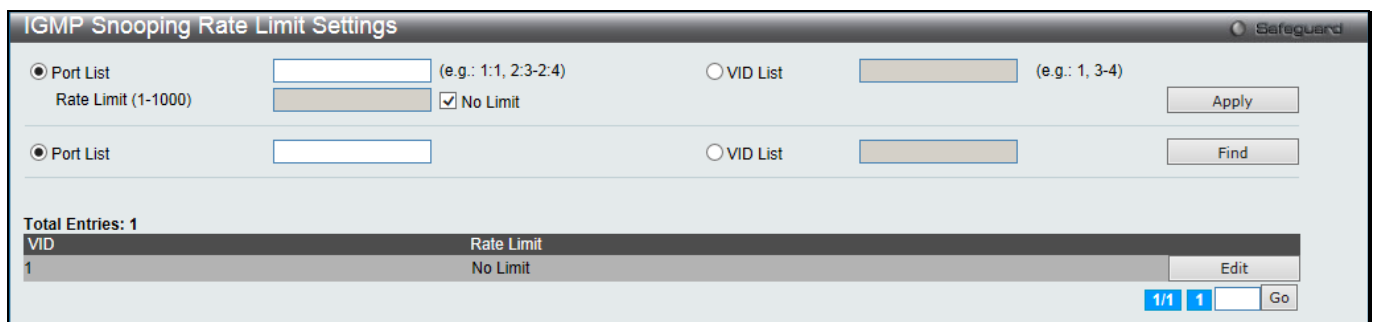 IGMP Snooping Rate Limit Settings Safeguard
Port List (e.g.: 1:1, 2:3-2:4) VID List (e.g.: 1, 3-4)
Rate Limit (1-1000) No Limit Apply
Port List VID List Find
Total Entries: 1
VID Rate Limit
1 No Limit Edit
1/1 1 Go